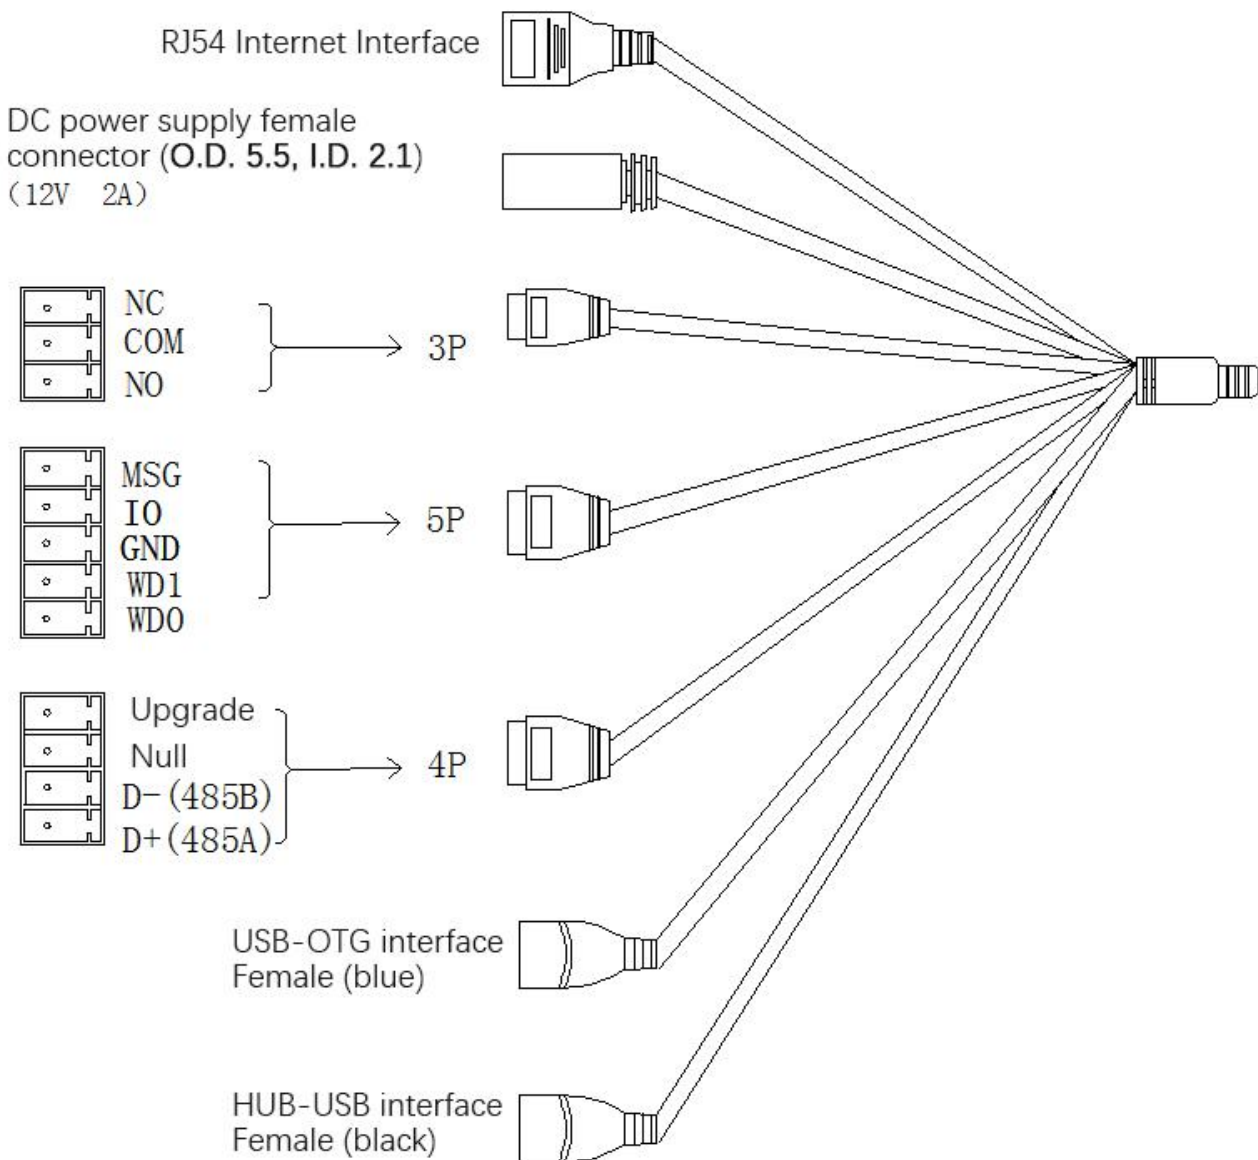 RJ54 Internet Interface
DC power supply female
connector (O.D. 5.5, I.D. 2.1)
(12V 2A)
NC
COM
NO
3P
MSG
IO
GND
WD1
WD0
5P
Upgrade
Null
D-(485B)
D+(485A)
4P
USB-OTG interface
Female (blue)
HUB-USB interface
Female (black)